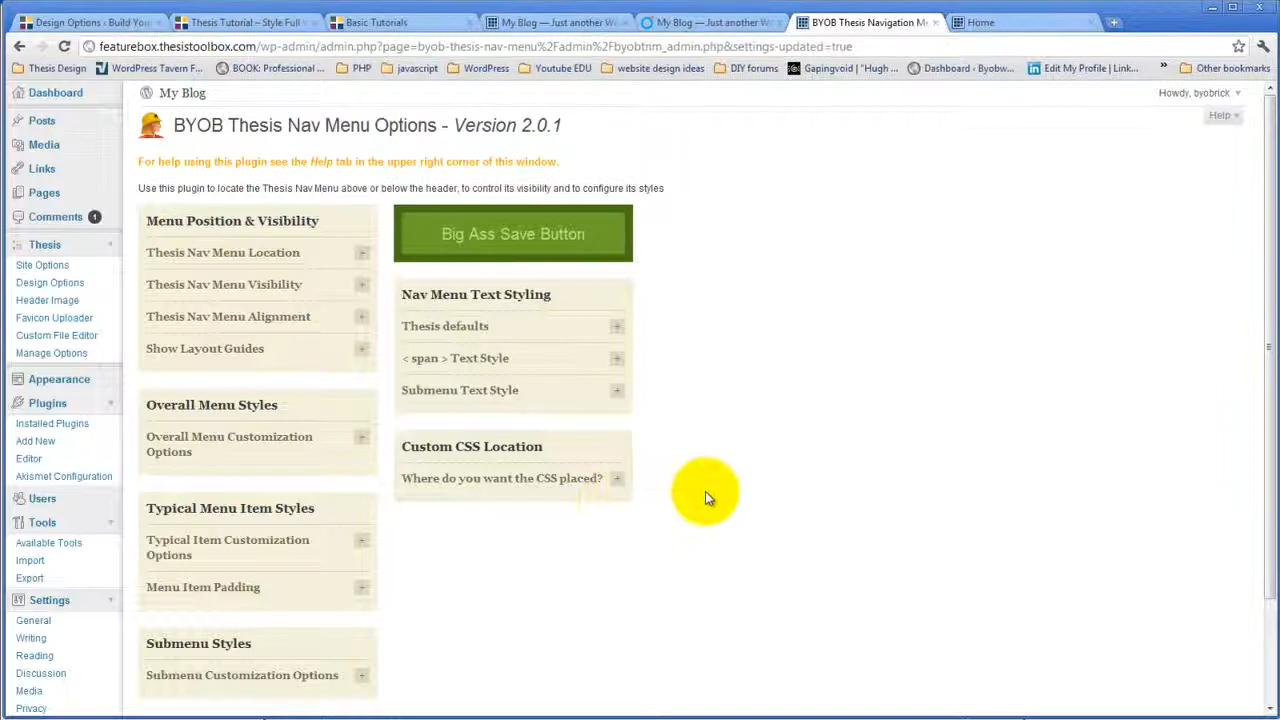 Design Options - Build Your
Thesis Tutorial – Style Full
Basic Tutorials
My Blog — Just another W
My Blog — Just another W
BYOB Thesis Navigation M
Home
featurebox.thesistoolbox.com/wp-admin/admin.php?page=byob-thesis-nav-menu%2Fadmin%2Fbyobtnm_admin.php&settings-updated=true
Thesis Design
WordPress Tavern F...
BOOK: Professional ...
PHP
javascript
WordPress
Youtube EDU
website design ideas
DIY forums
Gapingvoid "Hugh ...
Dashboard ‹ Byobw...
Edit My Profile | Link...
»
Other bookmarks
Dashboard
Posts
Media
Links
Pages
Comments 1
Thesis
Site Options
Design Options
Header Image
Favicon Uploader
Custom File Editor
Manage Options
Appearance
Plugins
Installed Plugins
Add New
Editor
Akismet Configuration
Users
Tools
Available Tools
Import
Export
Settings
General
Writing
Reading
Discussion
Media
Privacy
My Blog
Howdy, byobrick
Help
BYOB Thesis Nav Menu Options - Version 2.0.1
For help using this plugin see the Help tab in the upper right corner of this window.
Use this plugin to locate the Thesis Nav Menu above or below the header, to control its visibility and to configure its styles
Menu Position & Visibility
Thesis Nav Menu Location +
Thesis Nav Menu Visibility +
Thesis Nav Menu Alignment +
Show Layout Guides +
Overall Menu Styles
Overall Menu Customization +
Options
Typical Menu Item Styles
Typical Item Customization +
Options
Menu Item Padding +
Submenu Styles
Submenu Customization Options +
Big Ass Save Button
Nav Menu Text Styling
Thesis defaults +
< span > Text Style +
Submenu Text Style +
Custom CSS Location
Where do you want the CSS placed? +